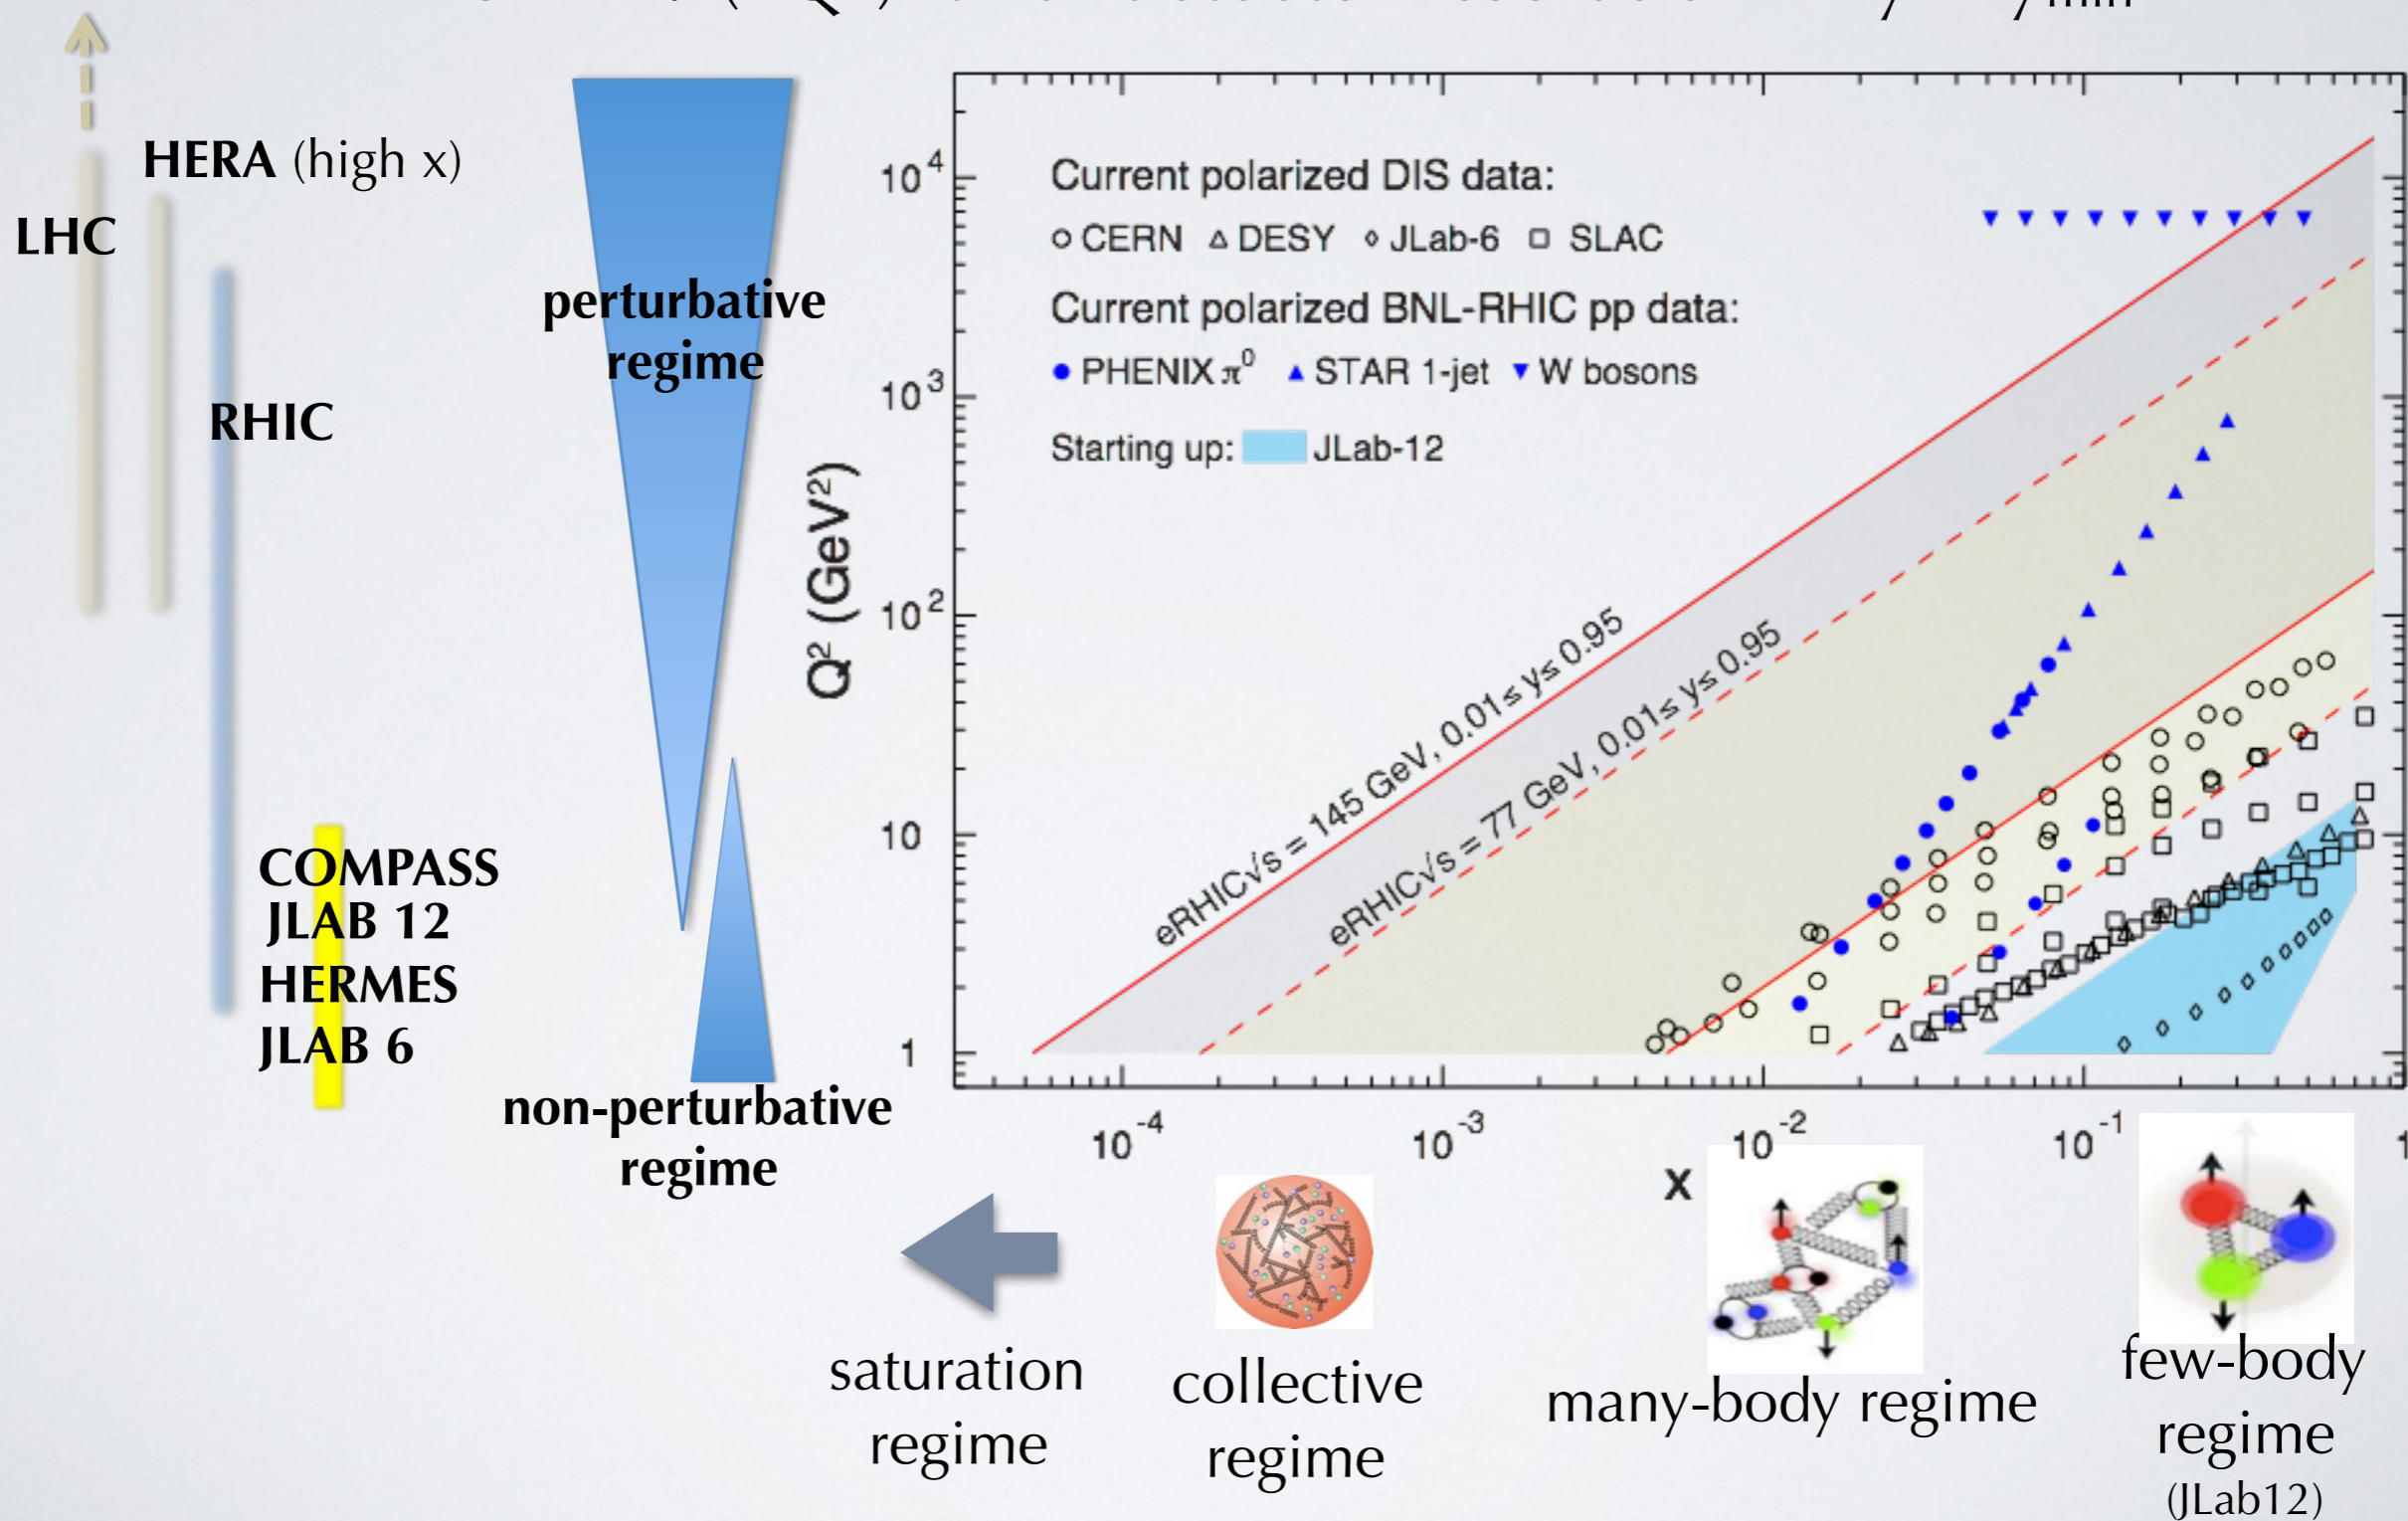 HERA (high x)
LHC
RHIC
COMPASS
JLAB 12
HERMES
JLAB 6
perturbative
regime
non-perturbative
regime
Q² (GeV²)
10⁴
10³
10²
10
1
Current polarized DIS data:
○ CERN △ DESY ◊ JLab-6 □ SLAC
Current polarized BNL-RHIC pp data:
● PHENIX π⁰ ▲ STAR 1-jet ▼ W bosons
Starting up: JLab-12
eRHIC √s = 145 GeV, 0.01 ≤ y ≤ 0.95
eRHIC √s = 77 GeV, 0.01 ≤ y ≤ 0.95
10⁻⁴ 10⁻³ 10⁻² 10⁻¹ 1
x
saturation
regime
collective
regime
many-body regime
few-body
regime
(JLab12)